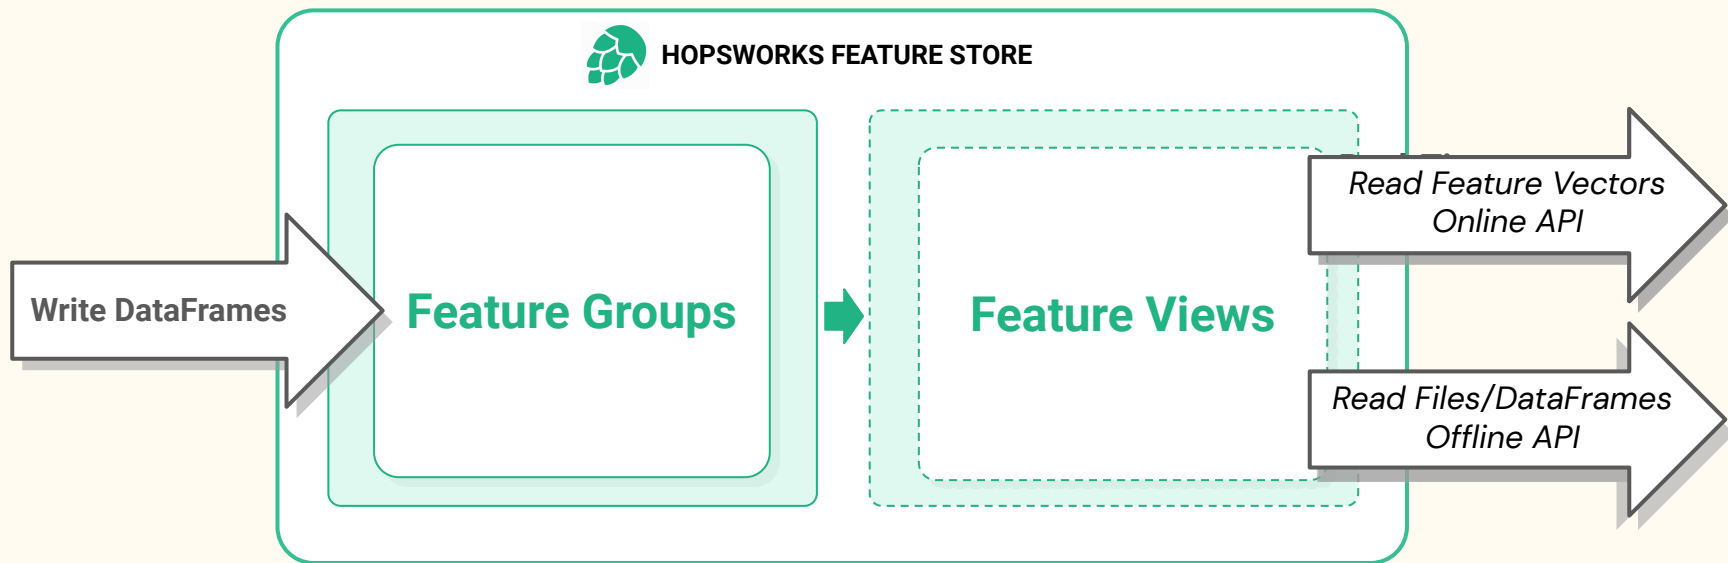 HOPSWORKS FEATURE STORE
Write DataFrames
Feature Groups
Feature Views
Read Feature Vectors
Online API
Read Files/DataFrames
Offline API